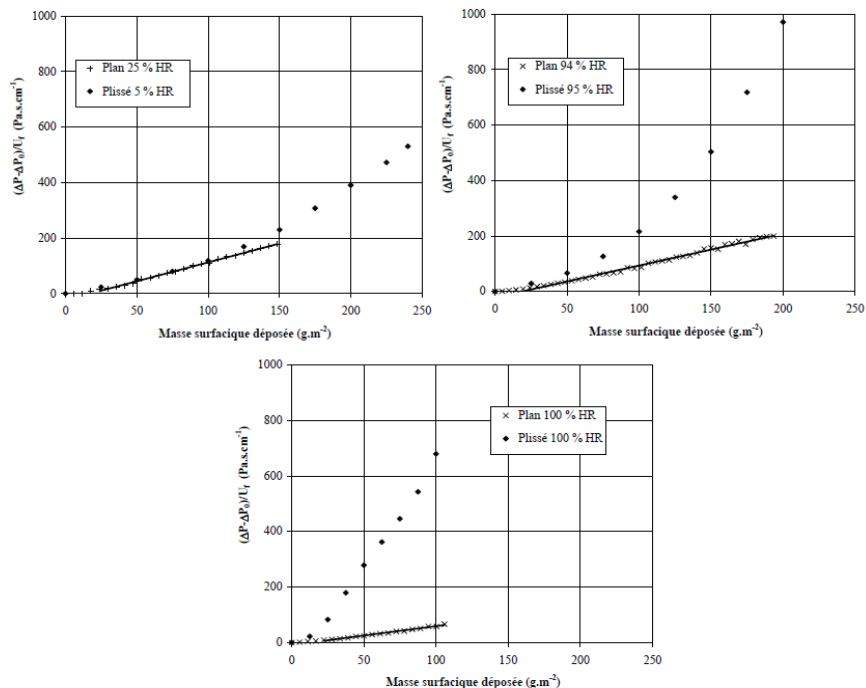 1000
800
600
400
200
0
(ΔP-ΔP₀)/U_f (Pa.s.cm⁻¹)
Plan 25 % HR
Plissé 5 % HR
0 50 100 150 200 250
Masse surfacique déposée (g.m⁻²)
1000
800
600
400
200
0
(ΔP-ΔP₀)/U_f (Pa.s.cm⁻¹)
Plan 94 % HR
Plissé 95 % HR
0 50 100 150 200 250
Masse surfacique déposée (g.m⁻²)
1000
800
600
400
200
0
(ΔP-ΔP₀)/U_f (Pa.s.cm⁻¹)
Plan 100 % HR
Plissé 100 % HR
0 50 100 150 200 250
Masse surfacique déposée (g.m⁻²)